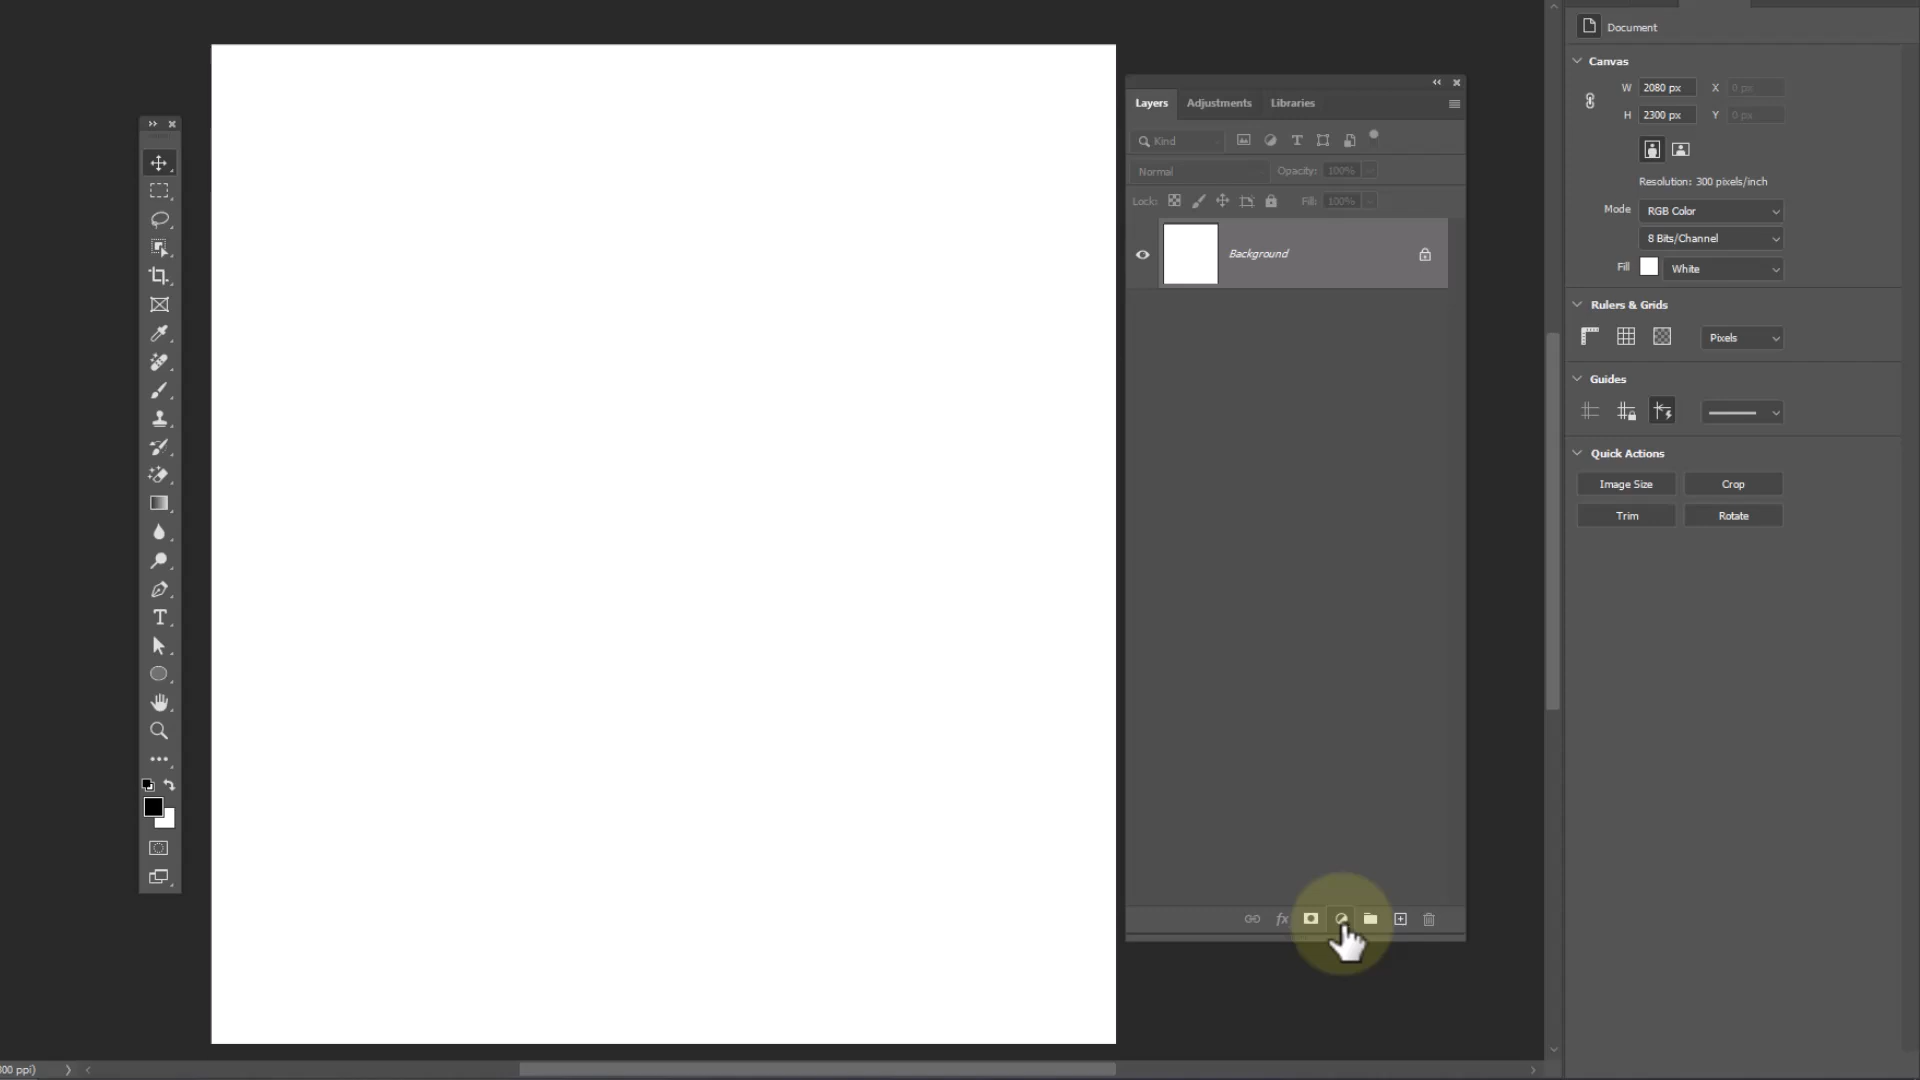 Document
Canvas
W 2080 px X 0 px
H 2300 px Y 0 px
Resolution: 300 pixels/inch
Mode RGB Color
8 Bits/Channel
Fill White
Rulers & Grids
Pixels
Guides
Quick Actions
Image Size Crop
Trim Rotate
Layers Adjustments Libraries
Kind
Normal Opacity: 100%
Lock: Fill: 100%
Background
fx
00 ppi)